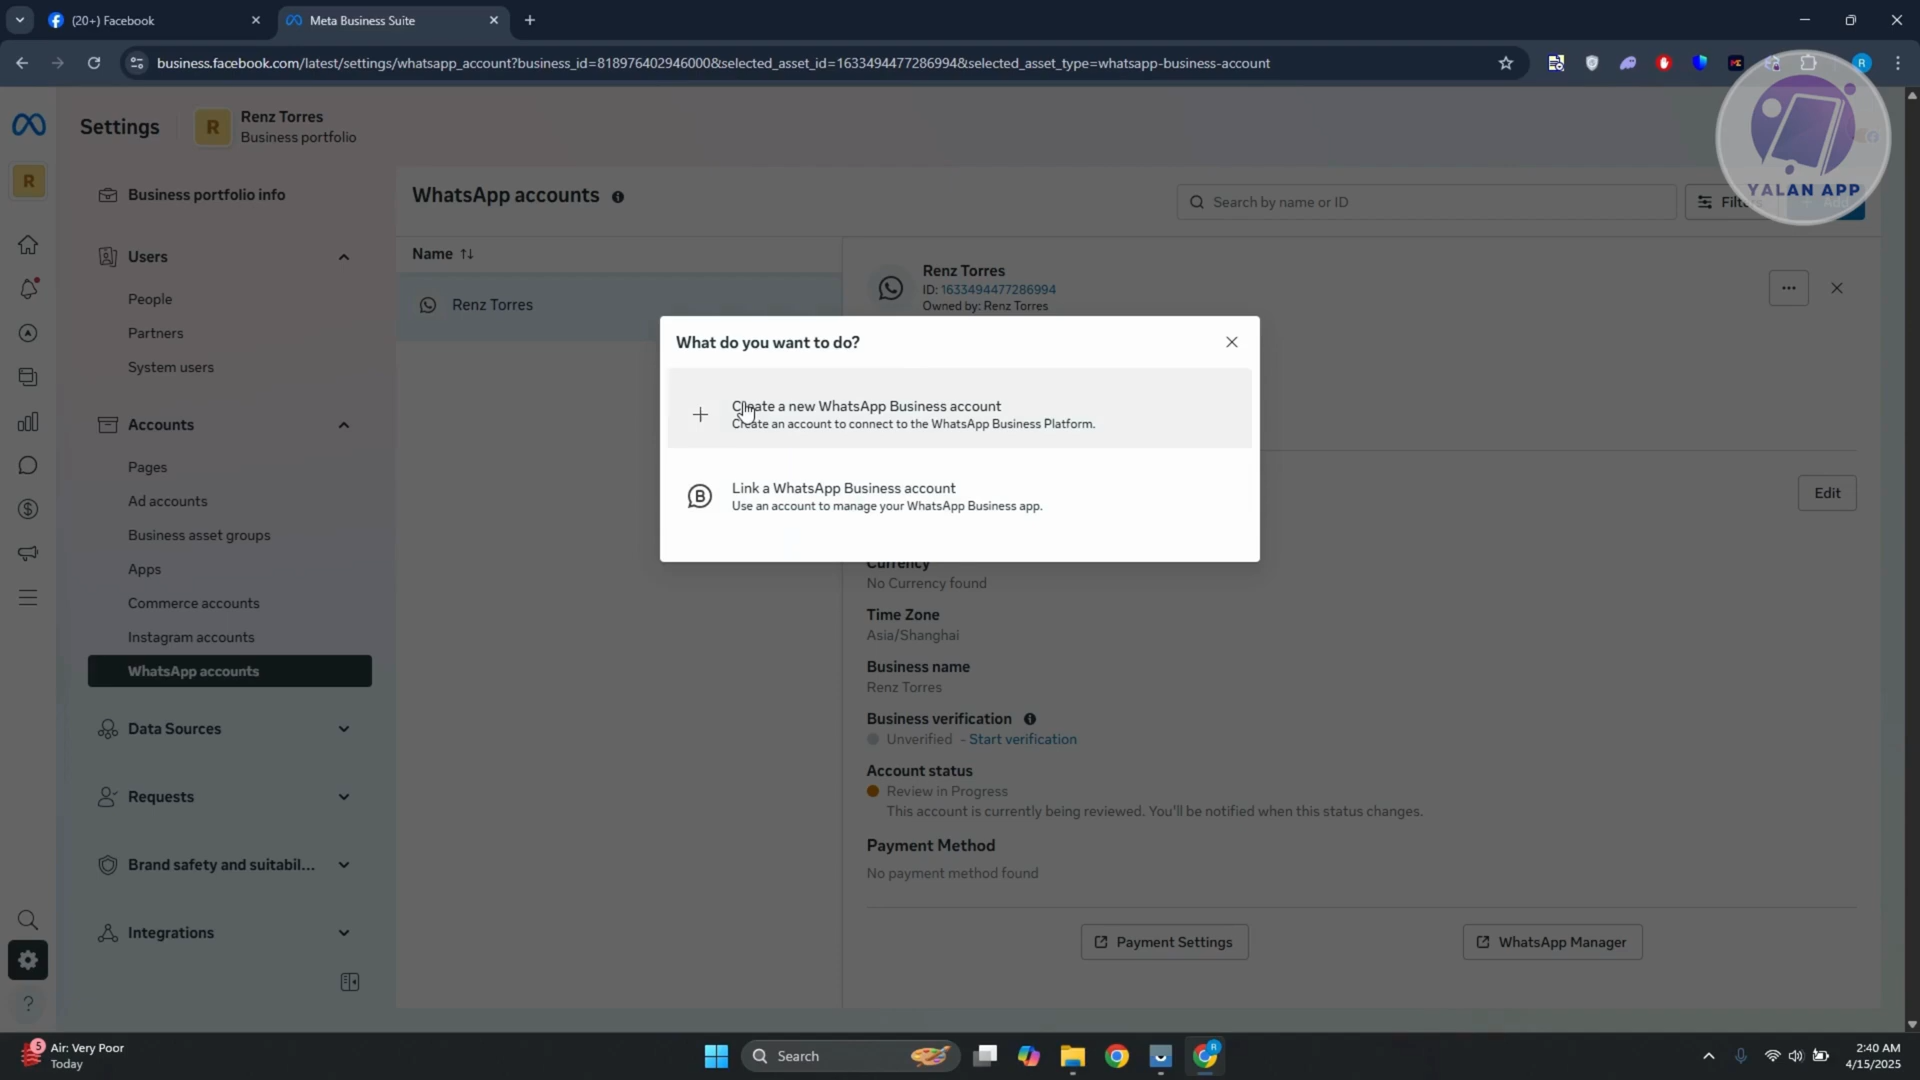 (20+) Facebook
Meta Business Suite
business.facebook.com/latest/settings/whatsapp_account?business_id=818976402946000&selected_asset_id=1633494477286994&selected_asset_type=whatsapp-business-account
R
YALAN APP
Settings
R
Renz Torres
Business portfolio
R
Business portfolio info
Users
People
Partners
System users
Accounts
Pages
Ad accounts
Business asset groups
Apps
Commerce accounts
Instagram accounts
WhatsApp accounts
Data Sources
Requests
Brand safety and suitabil...
Integrations
WhatsApp accounts
Search by name or ID
Filters
Add
Name
Renz Torres
Renz Torres
ID: 1633494477286994
Owned by: Renz Torres
What do you want to do?
Create a new WhatsApp Business account
Create an account to connect to the WhatsApp Business Platform.
B
Link a WhatsApp Business account
Use an account to manage your WhatsApp Business app.
Edit
Currency
No Currency found
Time Zone
Asia/Shanghai
Business name
Renz Torres
Business verification
Unverified - Start verification
Account status
Review in Progress
This account is currently being reviewed. You'll be notified when this status changes.
Payment Method
No payment method found
Payment Settings
WhatsApp Manager
5
Air: Very Poor
Today
Search
R
2:40 AM
4/15/2025